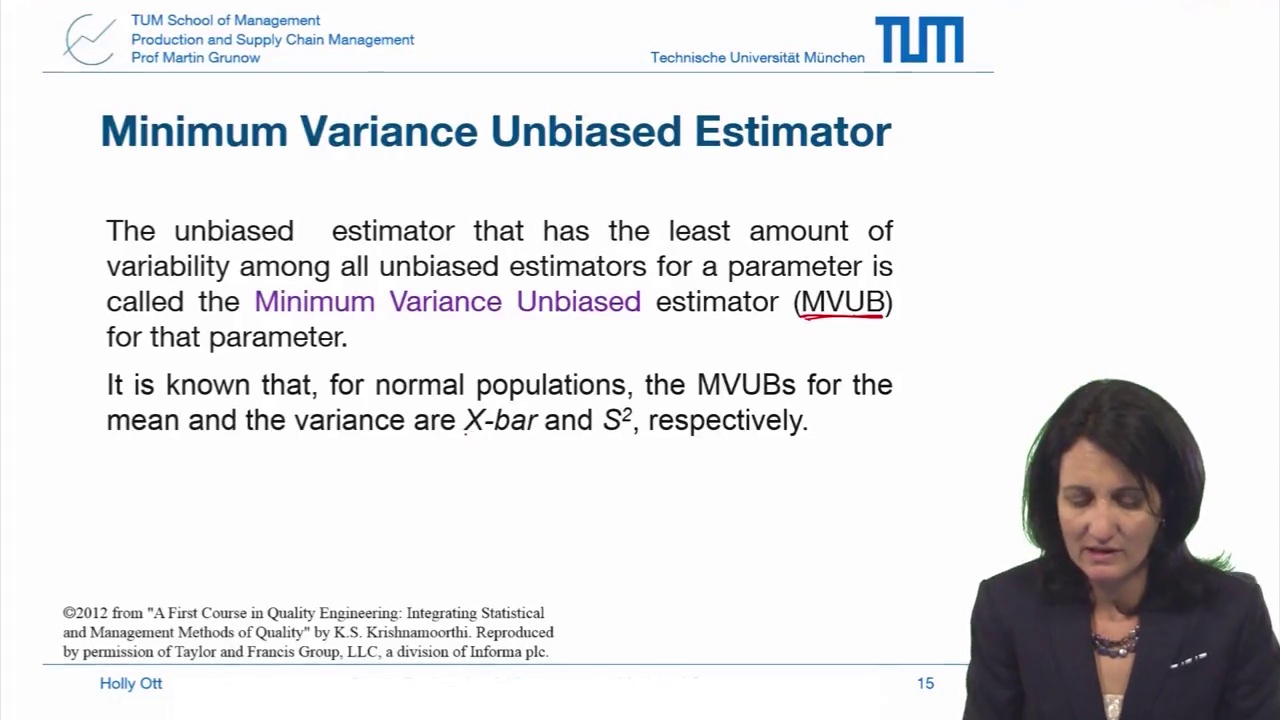 TUM School of Management
Production and Supply Chain Management
Prof Martin Grunow
Technische Universität München
TUM
Minimum Variance Unbiased Estimator
The unbiased estimator that has the least amount of
variability among all unbiased estimators for a parameter is
called the Minimum Variance Unbiased estimator (MVUB)
for that parameter.
It is known that, for normal populations, the MVUBs for the
mean and the variance are X-bar and S², respectively.
©2012 from "A First Course in Quality Engineering: Integrating Statistical
and Management Methods of Quality" by K.S. Krishnamoorthi. Reproduced
by permission of Taylor and Francis Group, LLC, a division of Informa plc.
Holly Ott
15